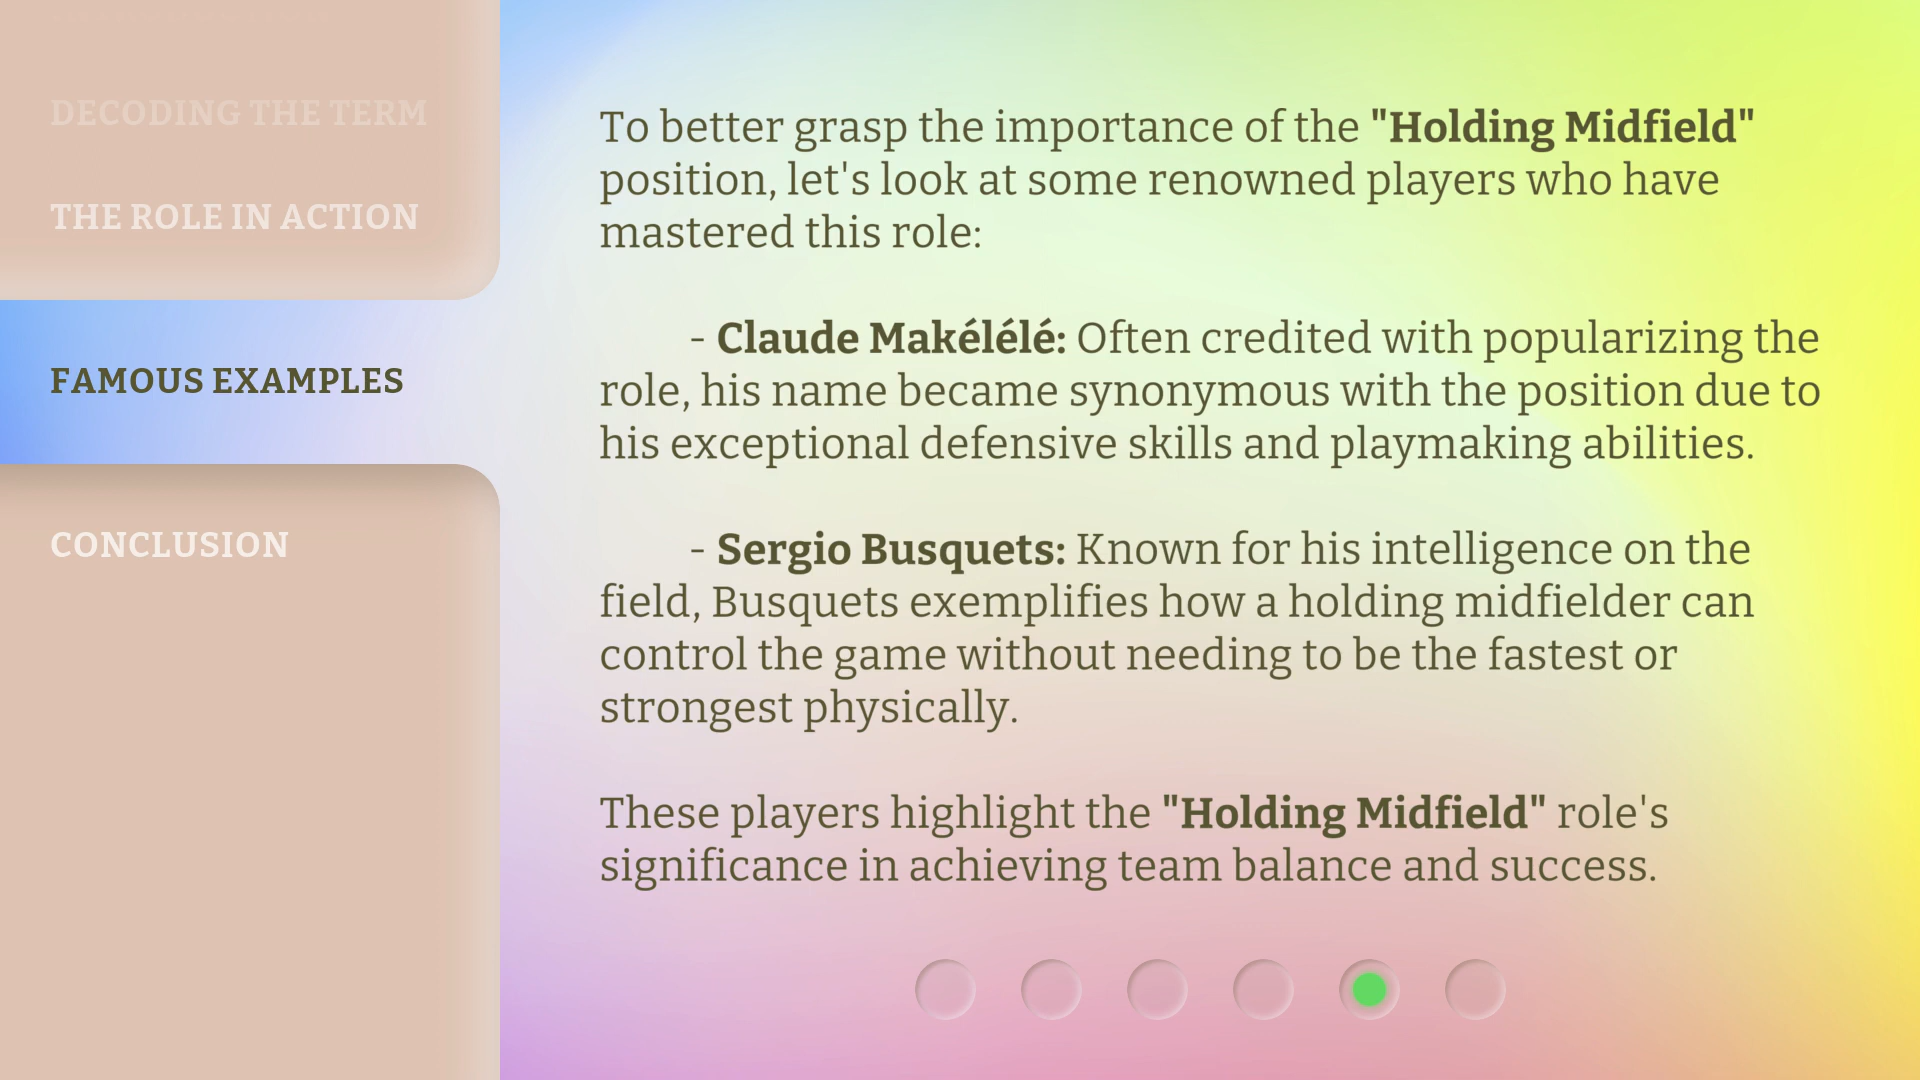 DECODING THE TERM
THE ROLE IN ACTION
FAMOUS EXAMPLES
CONCLUSION
To better grasp the importance of the "Holding Midfield"
position, let's look at some renowned players who have
mastered this role:
- Claude Makélélé: Often credited with popularizing the
role, his name became synonymous with the position due to
his exceptional defensive skills and playmaking abilities.
- Sergio Busquets: Known for his intelligence on the
field, Busquets exemplifies how a holding midfielder can
control the game without needing to be the fastest or
strongest physically.
These players highlight the "Holding Midfield" role's
significance in achieving team balance and success.